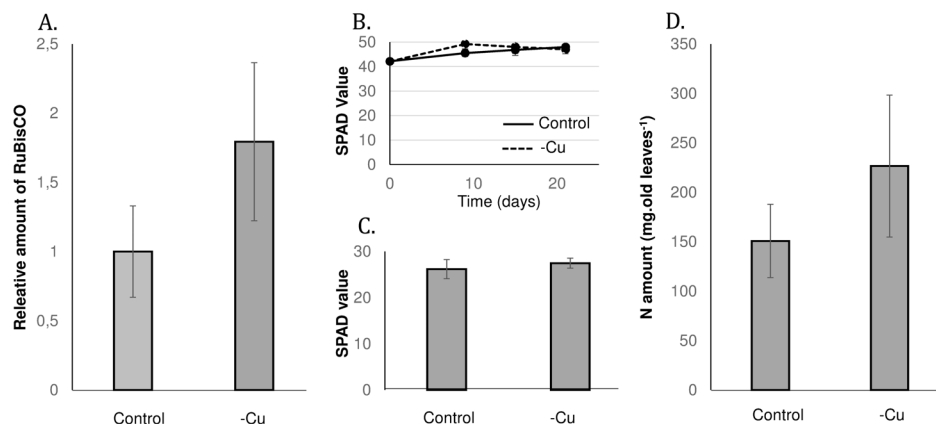 A.
2,5
2
1,5
1
0,5
0
Releative amount of RuBisCO
Control
-Cu
B.
50
40
30
20
10
0
SPAD Value
Control
-Cu
0
10
20
Time (days)
C.
30
20
10
0
SPAD value
Control
-Cu
D.
350
300
250
200
150
100
50
0
N amount (mg.old leaves⁻¹)
Control
-Cu